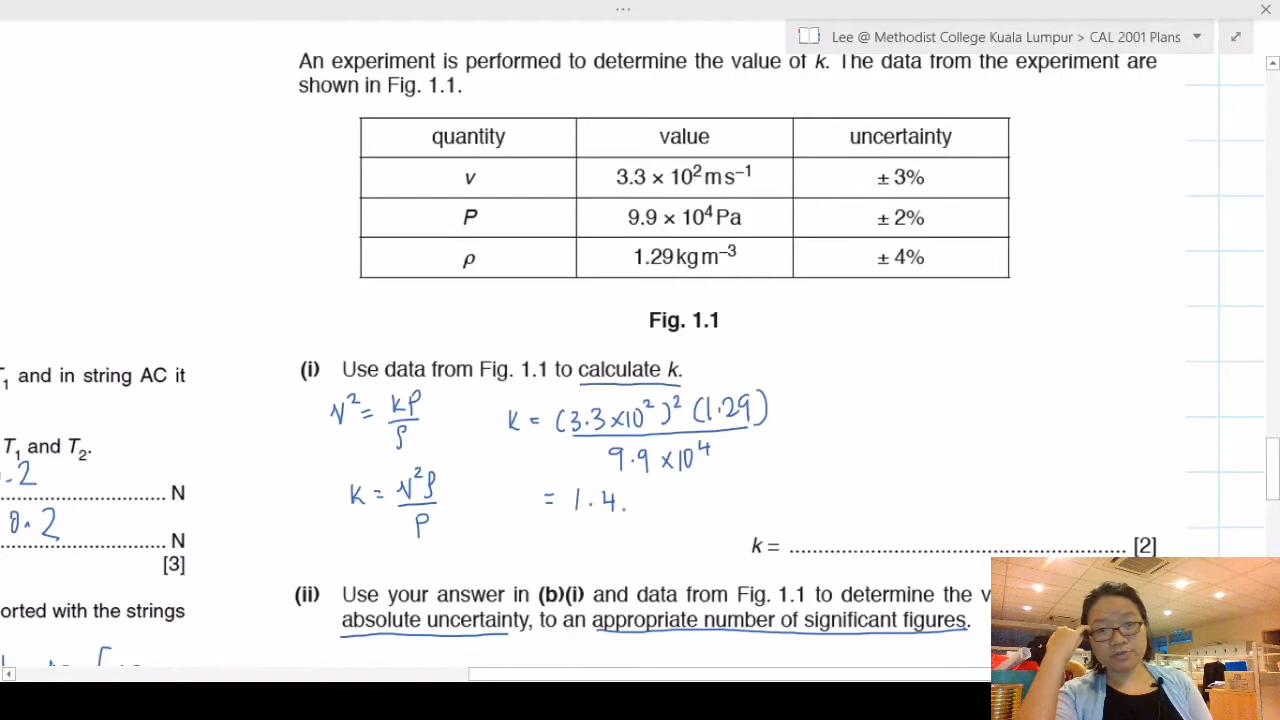 Lee @ Methodist College Kuala Lumpur > CAL 2001 Plans
An experiment is performed to determine the value of k. The data from the experiment are
shown in Fig. 1.1.
quantity value uncertainty
v 3.3 × 10² m s⁻¹ ± 3%
P 9.9 × 10⁴ Pa ± 2%
ρ 1.29 kg m⁻³ ± 4%
Fig. 1.1
T₁ and in string AC it
T₁ and T₂.
.2
N
0.2
N
[3]
orted with the strings
(i) Use data from Fig. 1.1 to calculate k.
v² = kP/ρ
k = v²ρ/P
k = (3.3×10²)² (1.29)
9.9 × 10⁴
= 1.4.
k = ...................................................... [2]
(ii) Use your answer in (b)(i) and data from Fig. 1.1 to determine the v
absolute uncertainty, to an appropriate number of significant figures.